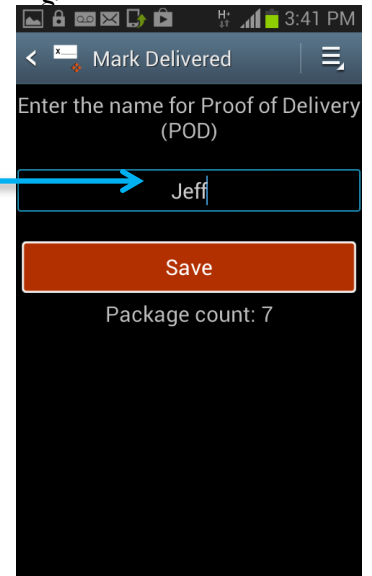 3:41 PM
Mark Delivered
Enter the name for Proof of Delivery
(POD)
Jeff
Save
Package count: 7